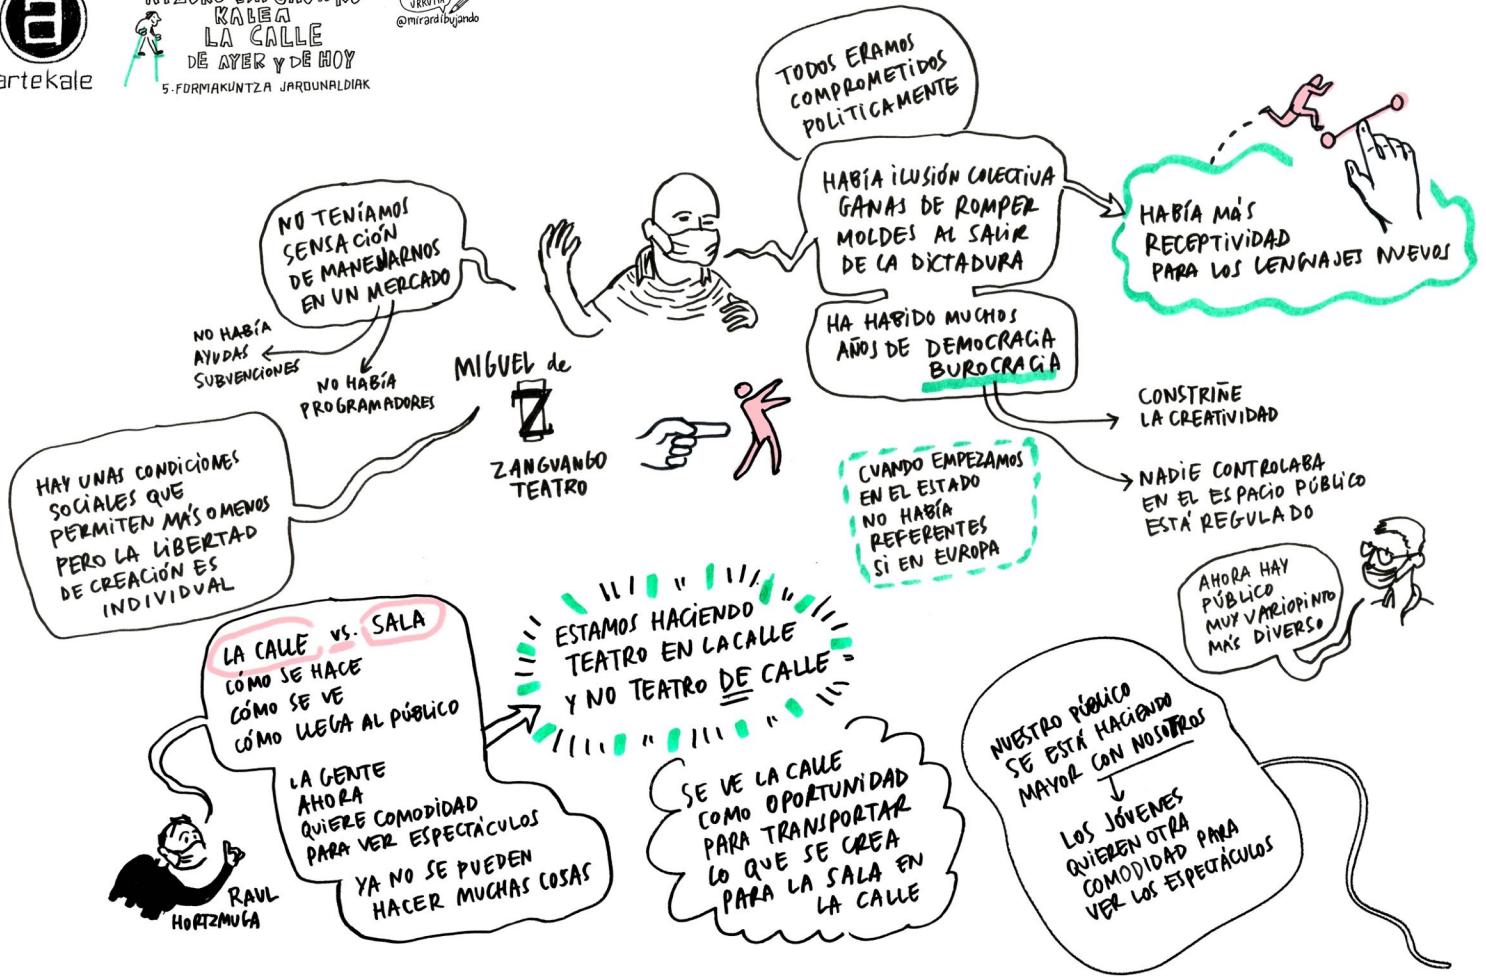 artekale
KALEA
LA CALLE
DE AYER Y DE HOY
5. FORMAKUNTZA JARDUNALDIAK
URRUTIA
@mirardibujando
TODOS ERAMOS
COMPROMETIDOS
POLÍTICAMENTE
HABÍA ILUSIÓN COLECTIVA
GANAS DE ROMPER
MOLDES AL SALIR
DE LA DICTADURA
HABÍA MÁS
RECEPTIVIDAD
PARA LOS LENGUAJES NUEVOS
HA HABIDO MUCHOS
AÑOS DE DEMOCRACIA
BUROCRACIA
CONSTRIÑE
LA CREATIVIDAD
NADIE CONTROLABA
EN EL ESPACIO PÚBLICO
ESTÁ REGULADO
NO TENÍAMOS
SENSACIÓN
DE MANEJARNOS
EN UN MERCADO
NO HABÍA
AYUDAS
SUBVENCIONES
NO HABÍA
PROGRAMADORES
MIGUEL de
Z
ZANGUANGO
TEATRO
HAY UNAS CONDICIONES
SOCIALES QUE
PERMITEN MÁS O MENOS
PERO LA LIBERTAD
DE CREACIÓN ES
INDIVIDUAL
CUANDO EMPEZAMOS
EN EL ESTADO
NO HABÍA
REFERENTES
SI EN EUROPA
AHORA HAY
PÚBLICO
MUY VARIOPINTO
MÁS DIVERSO
LA CALLE vs. SALA
CÓMO SE HACE
CÓMO SE VE
CÓMO LLEGA AL PÚBLICO
LA GENTE
AHORA
QUIERE COMODIDAD
PARA VER ESPECTÁCULOS
YA NO SE PUEDEN
HACER MUCHAS COSAS
RAUL
HORTZMUGA
ESTAMOS HACIENDO
TEATRO EN LA CALLE
Y NO TEATRO DE CALLE
SE VE LA CALLE
COMO OPORTUNIDAD
PARA TRANSPORTAR
LO QUE SE CREA
PARA LA SALA EN
LA CALLE
NUESTRO PÚBLICO
SE ESTÁ HACIENDO
MAYOR CON NOSOTROS
LOS JÓVENES
QUIEREN OTRA
COMODIDAD PARA
VER LOS ESPECTÁCULOS